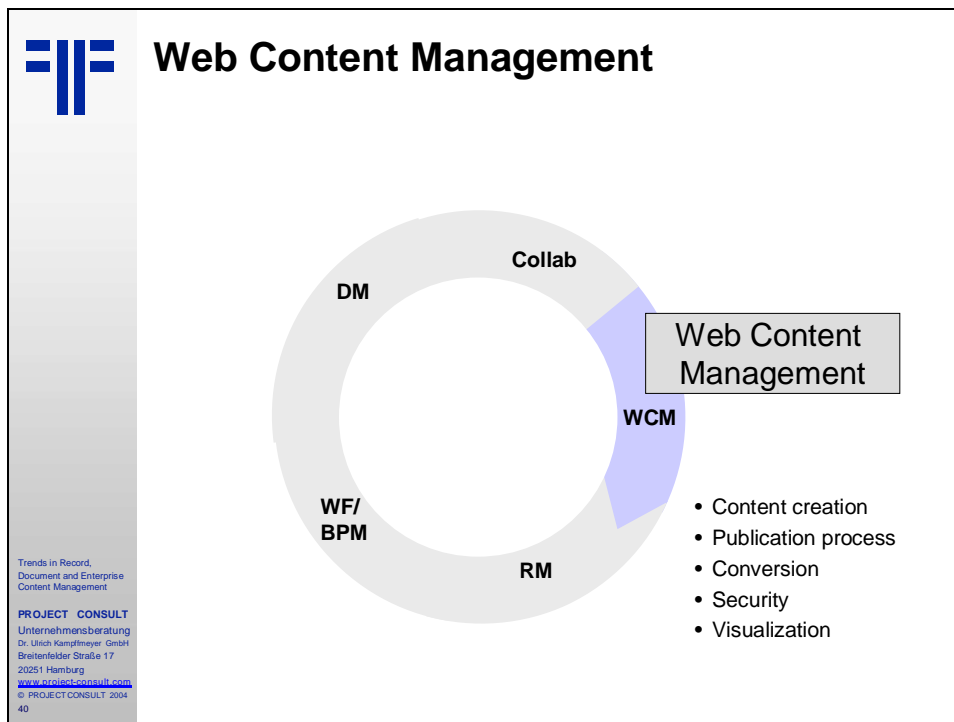 Web Content Management
Collab
DM
Web Content
Management
WCM
WF/
BPM
RM
• Content creation
• Publication process
• Conversion
• Security
• Visualization
Trends in Record,
Document and Enterprise
Content Management
PROJECT CONSULT
Unternehmensberatung
Dr. Ulrich Kampffmeyer GmbH
Breitenfelder Straße 17
20251 Hamburg
www.project-consult.com
© PROJECT CONSULT 2004
40